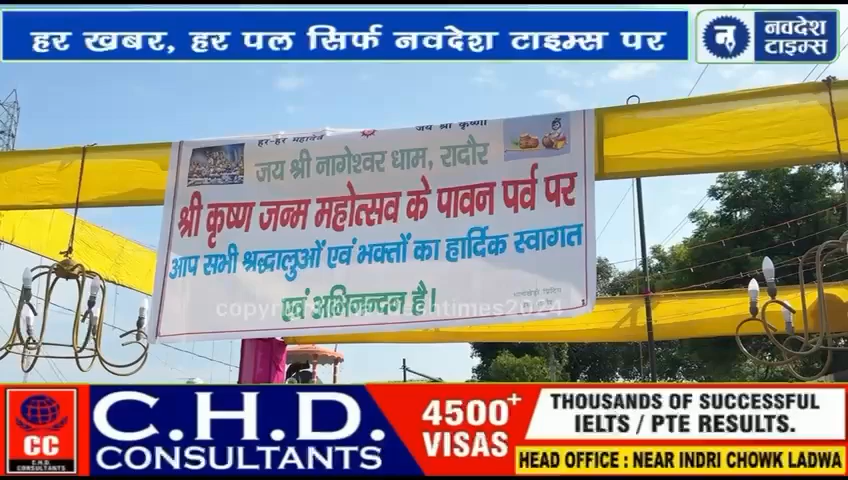 हर खबर, हर पल सिर्फ नवदेश टाइम्स पर
न
नवदेश
टाइम्स
हर-हर महादेव
जय श्री कृष्णा
जय श्री नागेश्वर धाम, रादौर
श्री कृष्ण जन्म महोत्सव के पावन पर्व पर
आप सभी श्रद्धालुओं एवं भक्तों का हार्दिक स्वागत
एवं अभिनन्दन है।
CC
C.H.D.
CONSULTANTS
C.H.D.
CONSULTANTS
4500+
VISAS
THOUSANDS OF SUCCESSFUL
IELTS / PTE RESULTS.
HEAD OFFICE : NEAR INDRI CHOWK LADWA